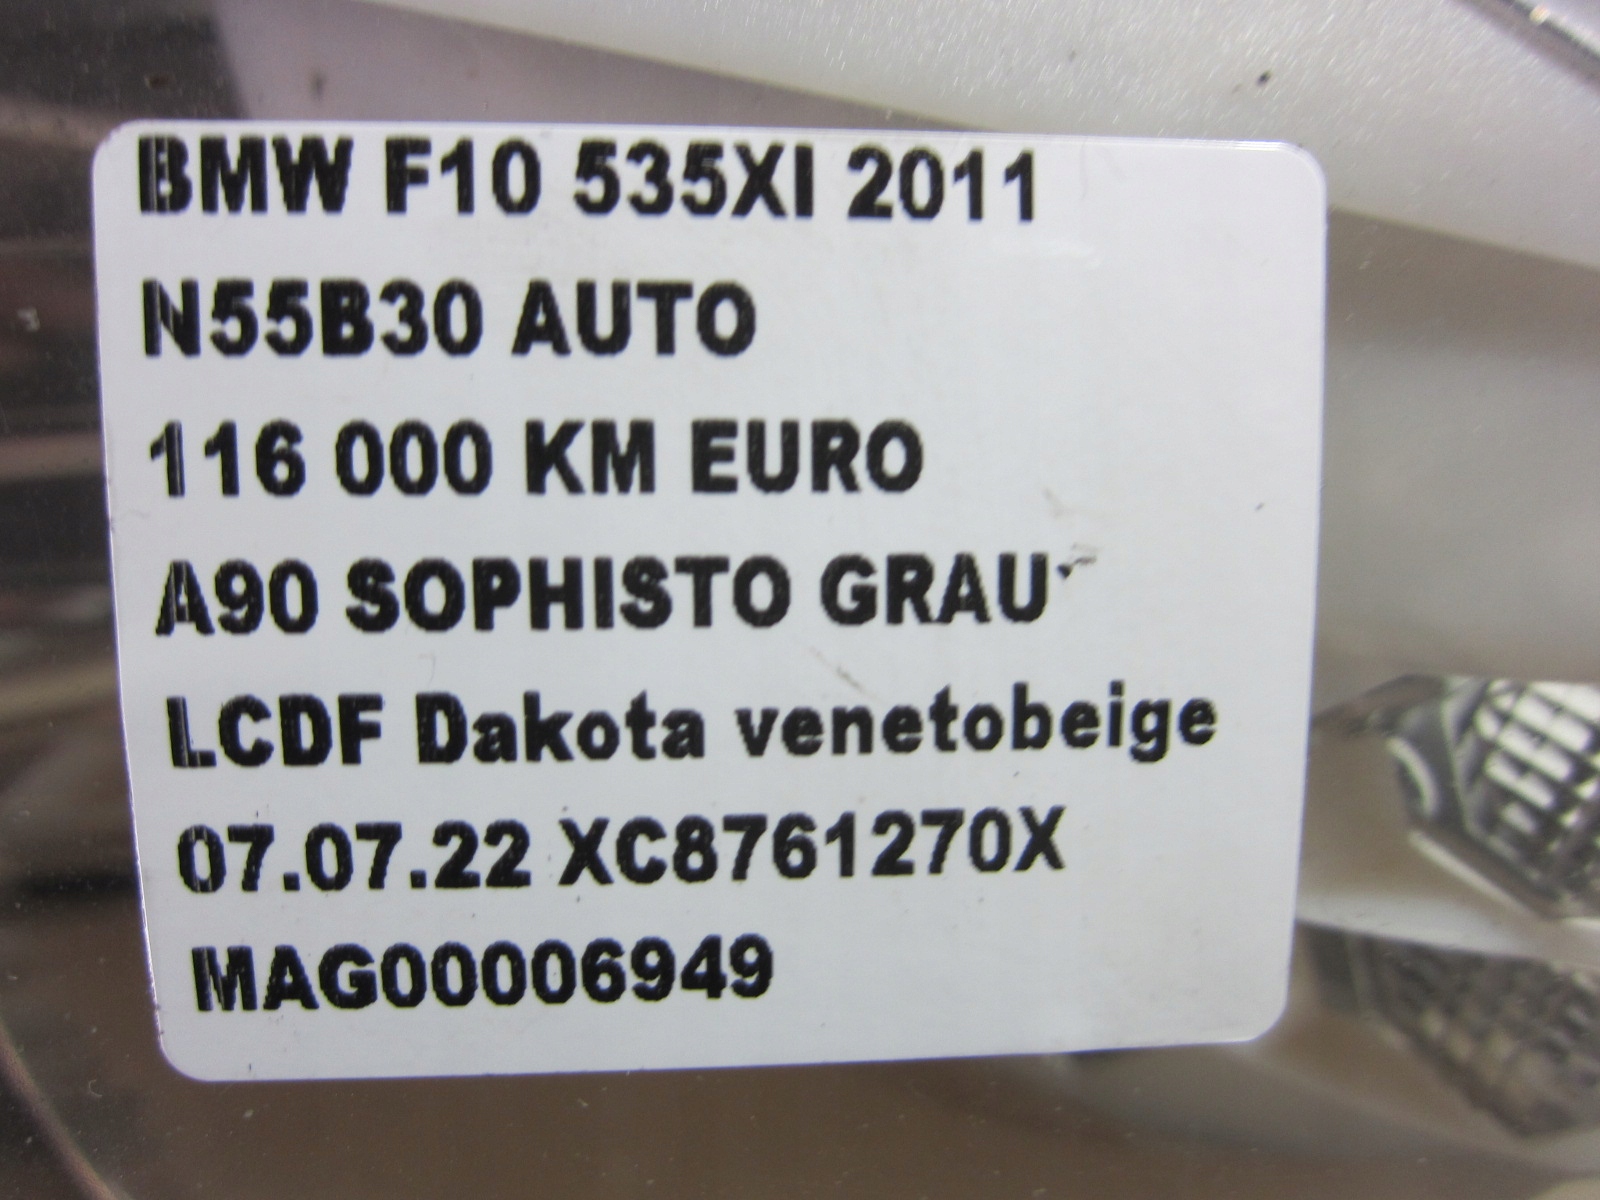 BMW F10 535XI 2011
N55B30 AUTO
116 000 KM EURO
A90 SOPHISTO GRAU
LCDF Dakota venetobeige
07.07.22 XC8761270X
MAG00006949